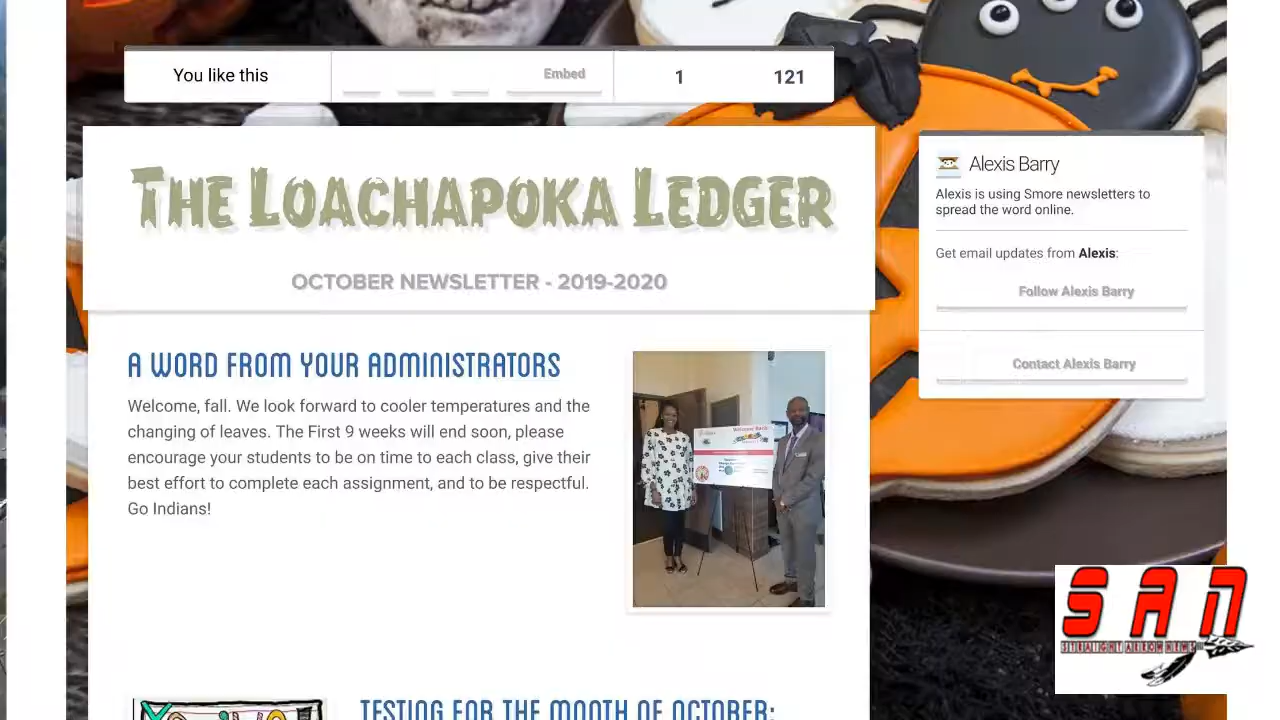 You like this
Embed
1
121
The Loachapoka Ledger
OCTOBER NEWSLETTER - 2019-2020
A WORD FROM YOUR ADMINISTRATORS
Welcome, fall. We look forward to cooler temperatures and the
changing of leaves. The First 9 weeks will end soon, please
encourage your students to be on time to each class, give their
best effort to complete each assignment, and to be respectful.
Go Indians!
Welcome Back
Alexis Barry
Alexis is using Smore newsletters to
spread the word online.
Get email updates from Alexis:
Follow Alexis Barry
Contact Alexis Barry
TESTING FOR THE MONTH OF OCTOBER:
SAN
STRAIGHT ARROW NEWS